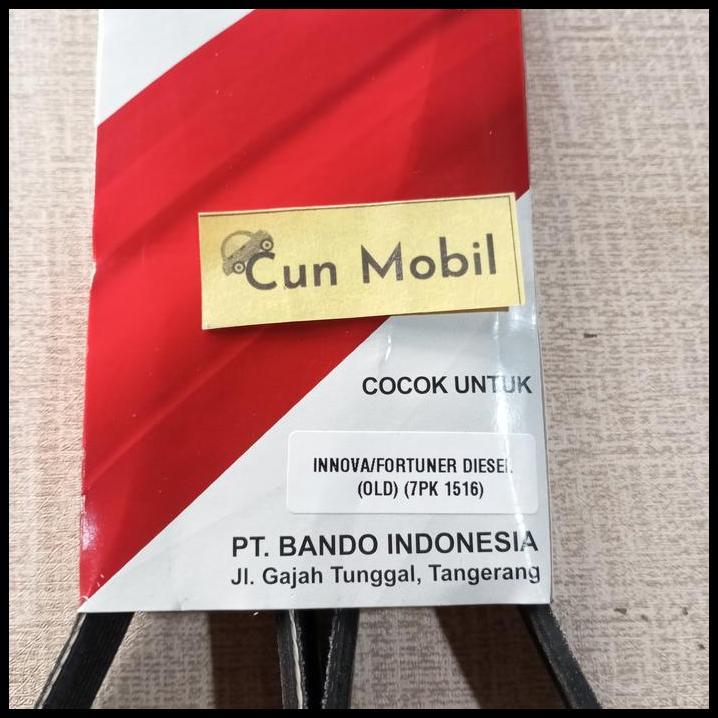 Cun Mobil
COCOK UNTUK
INNOVA/FORTUNER DIESEL
(OLD) (7PK 1516)
PT. BANDO INDONESIA
Jl. Gajah Tunggal, Tangerang